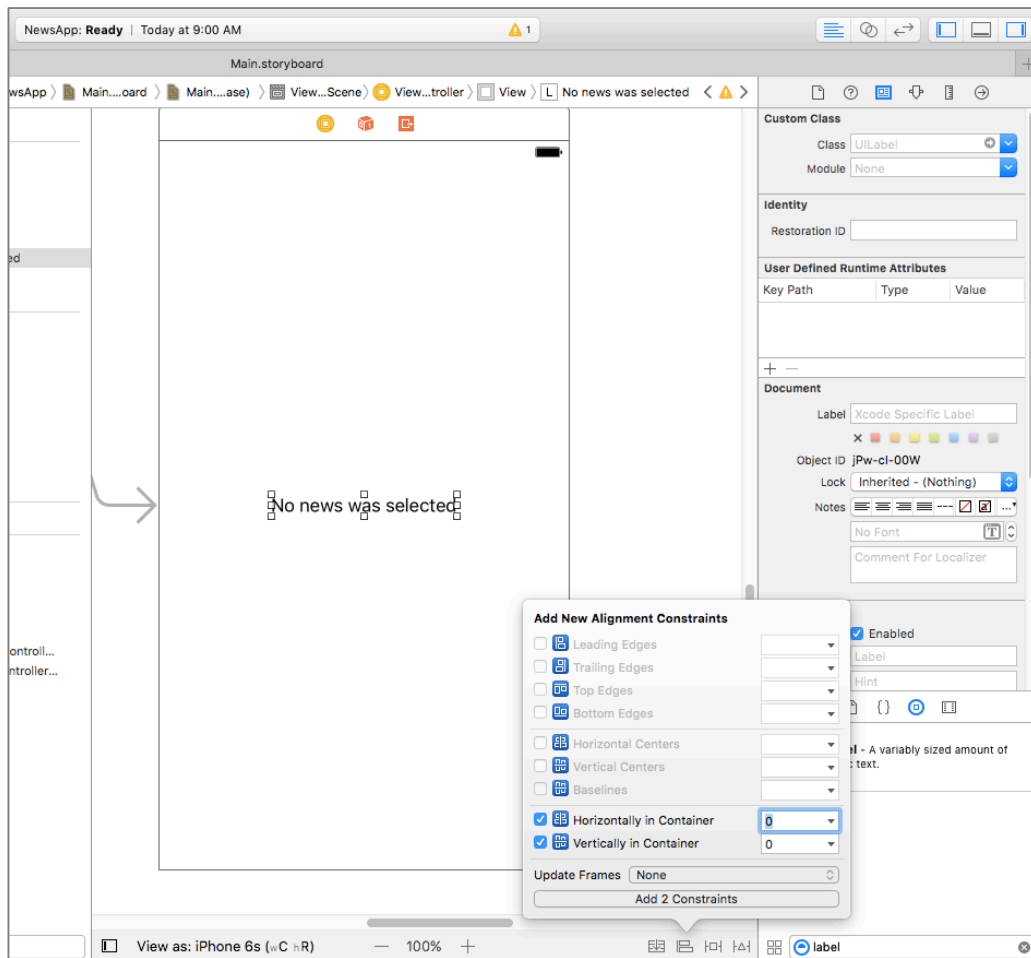 NewsApp: Ready | Today at 9:00 AM 1
Main.storyboard
wsApp Main....oard Main....ase) View...Scene) View...troller View L No news was selected
Custom Class
Class UILabel
Module None
Identity
Restoration ID
ed
User Defined Runtime Attributes
Key Path Type Value
Document
Label Xcode Specific Label
Object ID jPw-cI-00W
Lock Inherited - (Nothing)
Notes
No Font T
Comment For Localizer
No news was selected
Add New Alignment Constraints
Leading Edges
Trailing Edges
Top Edges
Bottom Edges
Horizontal Centers
Vertical Centers
Baselines
Horizontally in Container 0
Vertically in Container 0
Update Frames None
Add 2 Constraints
Enabled
Label
Hint
ontroll...
ntroller...
{}
el - A variably sized amount of
c text.
View as: iPhone 6s (wC hR) — 100% +
label